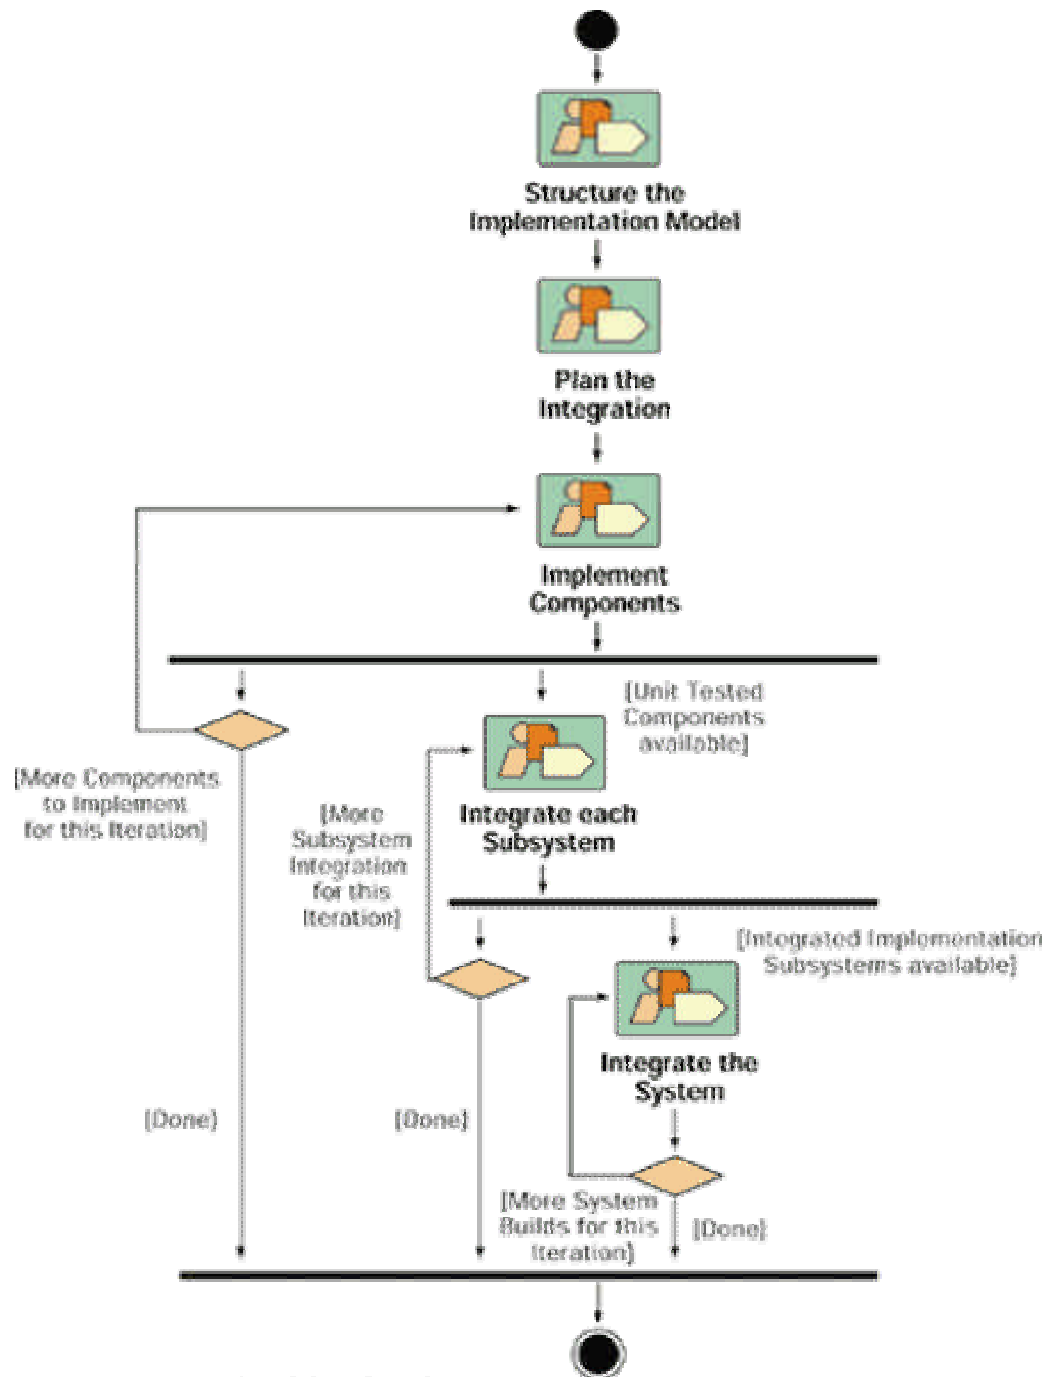 Structure the
Implementation Model
Plan the
Integration
Implement
Components
[Unit Tested
Components
available]
[More Components
to Implement
for this Iteration]
[More
Subsystem
Integration
for this
Iteration]
Integrate each
Subsystem
[Integrated Implementation
Subsystems available]
Integrate the
System
[Done]
[Done]
[More System
Builds for this
Iteration]
[Done]